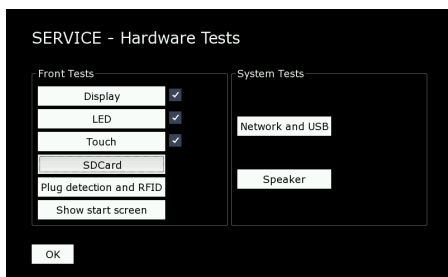 SERVICE - Hardware Tests
Front Tests
Display
LED
Touch
SDCard
Plug detection and RFID
Show start screen
System Tests
Network and USB
Speaker
OK